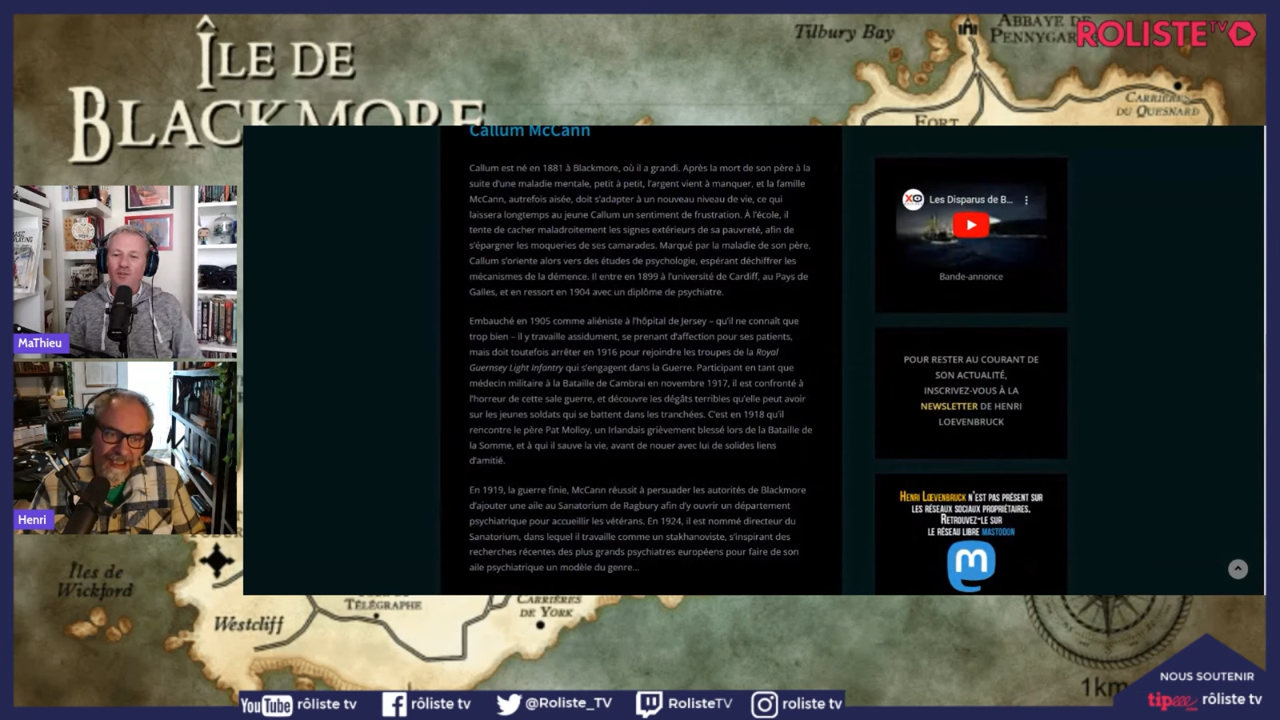 ÎLE DE
BLACKMORE
Tilbury Bay
ABBAYE DE
PENNYGAR
ROLISTE TV
CARRIÈRES
DU QUESNARD
FORT
Callum McCann
Callum est né en 1881 à Blackmore, où il a grandi. Après la mort de son père à la
suite d'une maladie mentale, petit à petit, l'argent vient à manquer, et la famille
McCann, autrefois aisée, doit s'adapter à un nouveau niveau de vie, ce qui
laissera longtemps au jeune Callum un sentiment de frustration. À l'école, il
tente de cacher maladroitement les signes extérieurs de sa pauvreté, afin de
s'épargner les moqueries de ses camarades. Marqué par la maladie de son père,
Callum s'oriente alors vers des études de psychologie, espérant déchiffrer les
mécanismes de la démence. Il entre en 1899 à l'université de Cardiff, au Pays de
Galles, et en ressort en 1904 avec un diplôme de psychiatre.
Embauché en 1905 comme aliéniste à l'hôpital de Jersey – qu'il ne connaît que
trop bien – il y travaille assidument, se prenant d'affection pour ses patients,
mais doit toutefois arrêter en 1916 pour rejoindre les troupes de la Royal
Guernsey Light Infantry qui s'engagent dans la Guerre. Participant en tant que
médecin militaire à la Bataille de Cambrai en novembre 1917, il est confronté à
l'horreur de cette sale guerre, et découvre les dégâts terribles qu'elle peut avoir
sur les jeunes soldats qui se battent dans les tranchées. C'est en 1918 qu'il
rencontre le père Pat Molloy, un Irlandais grièvement blessé lors de la Bataille de
la Somme, et à qui il sauve la vie, avant de nouer avec lui de solides liens
d'amitié.
En 1919, la guerre finie, McCann réussit à persuader les autorités de Blackmore
d'ajouter une aile au Sanatorium de Ragbury afin d'y ouvrir un département
psychiatrique pour accueillir les vétérans. En 1924, il est nommé directeur du
Sanatorium, dans lequel il travaille comme un stakhanoviste, s'inspirant des
recherches récentes des plus grands psychiatres européens pour faire de son
aile psychiatrique un modèle du genre...
XO
Les Disparus de B...
Bande-annonce
POUR RESTER AU COURANT DE
SON ACTUALITÉ,
INSCRIVEZ-VOUS À LA
NEWSLETTER DE HENRI
LOEVENBRUCK
HENRI LŒVENBRUCK N'EST PAS PRÉSENT SUR
LES RÉSEAUX SOCIAUX PROPRIÉTAIRES.
RETROUVEZ-LE SUR
LE RÉSEAU LIBRE MASTODON
m
MaThieu
Henri
Îles de
Wickford
TÉLÉGRAPHE
Westcliff
CARRIÈRES
DE YORK
1km
NOUS SOUTENIR
tipeee rôliste tv
YouTube rôliste tv
rôliste tv
@Roliste_TV
RolisteTV
roliste tv